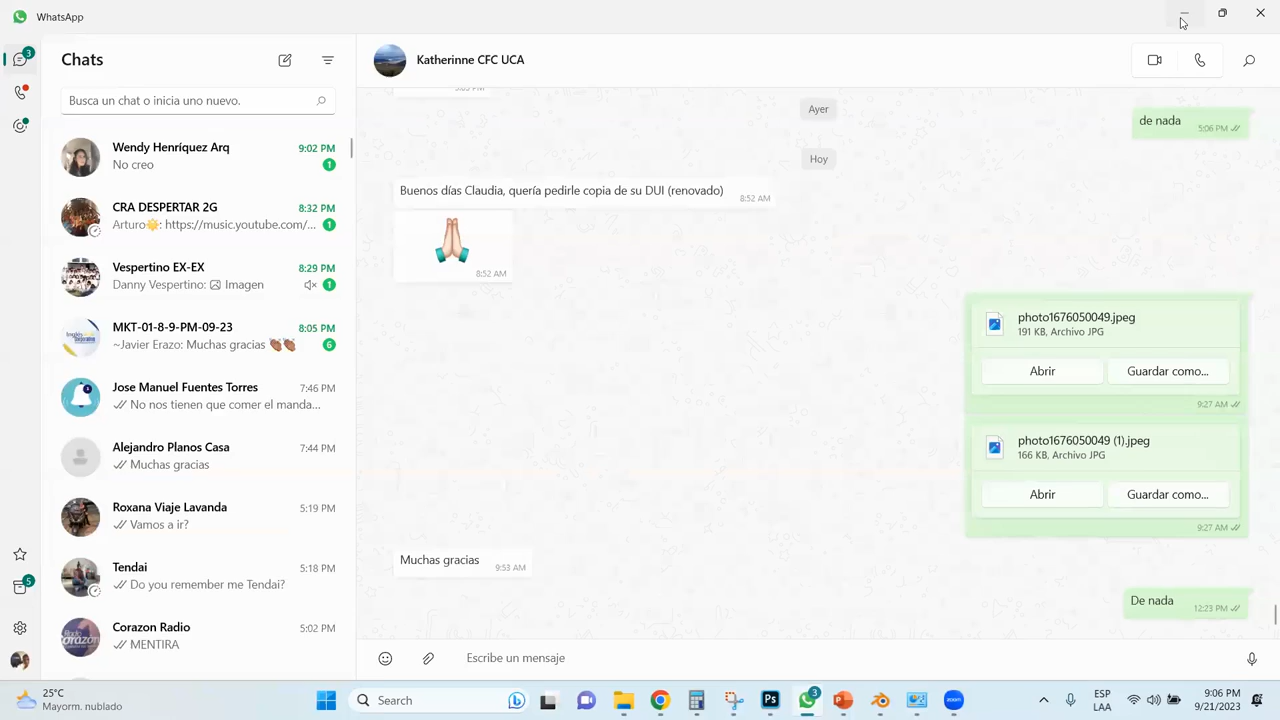 WhatsApp
3
Chats
Busca un chat o inicia uno nuevo.
Wendy Henríquez Arq
9:02 PM
No creo
1
CRA DESPERTAR 2G
8:32 PM
Arturo☀️: https://music.youtube.com/...
1
Vespertino EX-EX
8:29 PM
Danny Vespertino: Imagen
1
MKT-01-8-9-PM-09-23
8:05 PM
~Javier Erazo: Muchas gracias 👏🏽👏🏽
6
Jose Manuel Fuentes Torres
7:46 PM
No nos tienen que comer el manda...
Alejandro Planos Casa
7:44 PM
Muchas gracias
Roxana Viaje Lavanda
5:19 PM
Vamos a ir?
Tendai
5:18 PM
Do you remember me Tendai?
Corazon Radio
5:02 PM
MENTIRA
5
Katherinne CFC UCA
Ayer
de nada
5:06 PM
Hoy
Buenos días Claudia, quería pedirle copia de su DUI (renovado)
8:52 AM
🙏🏻
8:52 AM
photo1676050049.jpeg
191 KB, Archivo JPG
Abrir
Guardar como...
9:27 AM
photo1676050049 (1).jpeg
166 KB, Archivo JPG
Abrir
Guardar como...
9:27 AM
Muchas gracias
9:53 AM
De nada
12:23 PM
Escribe un mensaje
25°C
Mayorm. nublado
Search
Ps
3
zoom
ESP
LAA
9:06 PM
9/21/2023